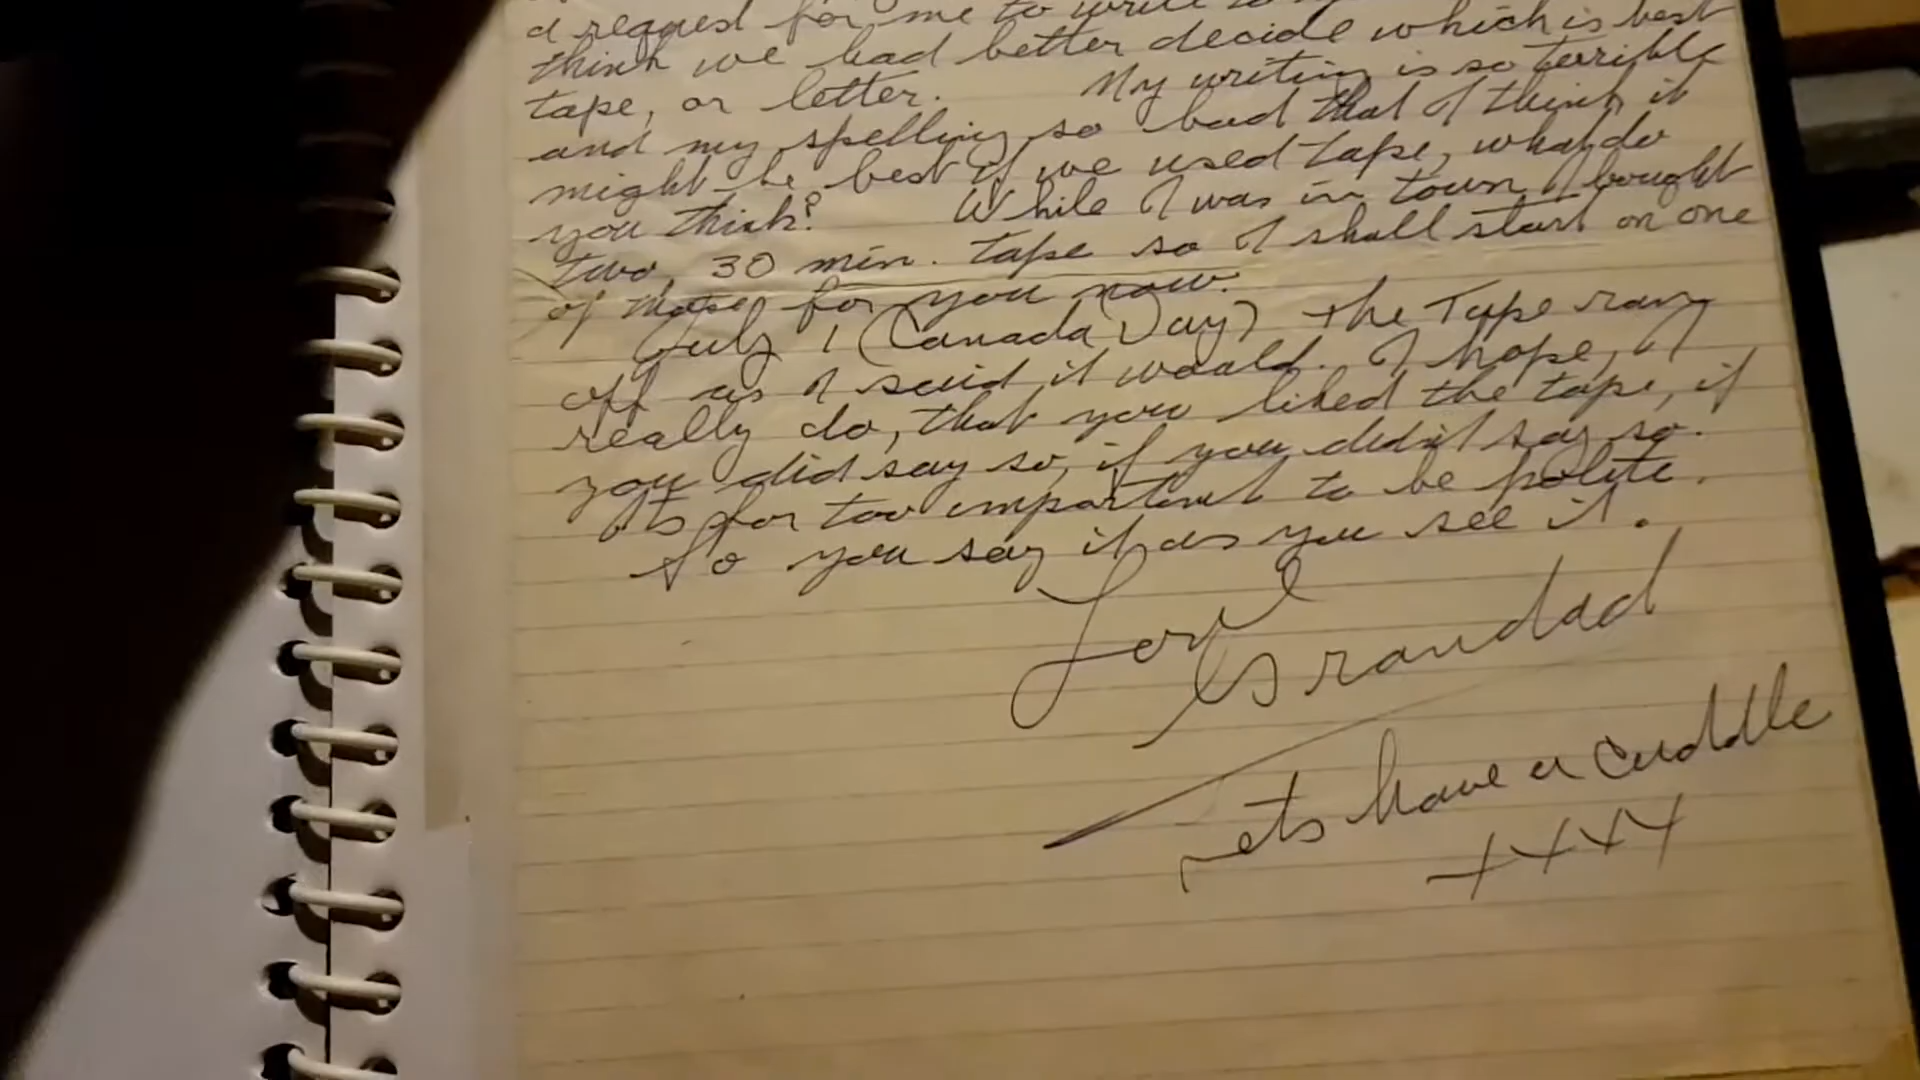 a request for me to write to
think we had better decide which is best
tape, or letter. My writing is so terrible
and my spelling so bad that I think it
might be best if we used tape, what do
you think? While I was in town I bought
two, 30 min. tape so I shall start on one
of those for you now.
July 1 (Canada Day) the Tape ran
off as I said it would. I hope, I
really do, that you liked the tape, if
you did say so, if you didn't say so.
Its far too important to be polite.
So you say it as you see it.
Love
Grandad
Lets have a cuddle
XXXX